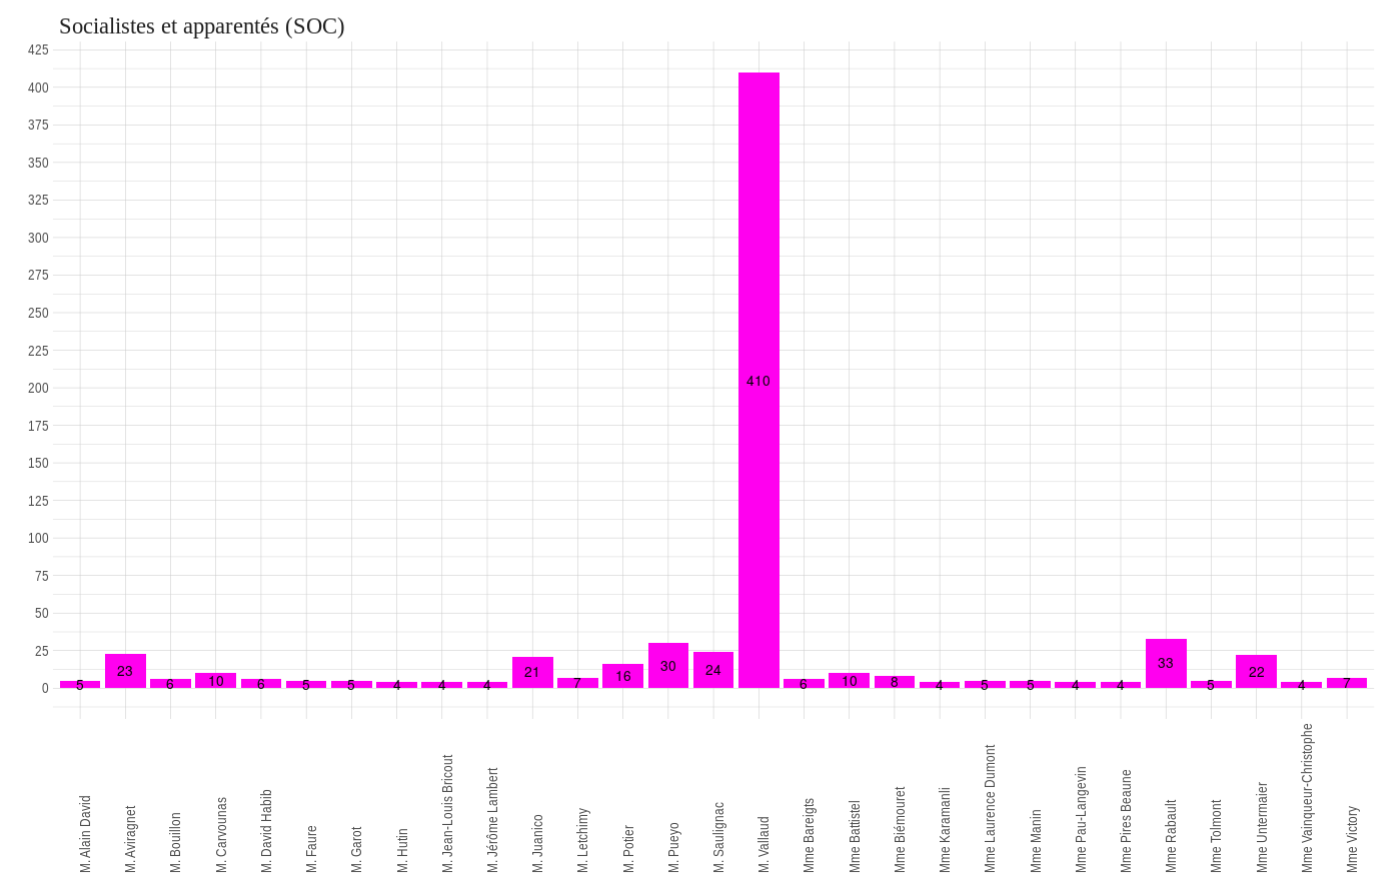 Socialistes et apparentés (SOC)
425
400
375
350
325
300
275
250
225
200
175
150
125
100
75
50
25
0
5
23
6
10
6
5
5
4
4
4
21
7
16
30
24
410
6
10
8
4
5
5
4
4
33
5
22
4
7
M. Alain David
M. Aviragnet
M. Bouillon
M. Carvounas
M. David Habib
M. Faure
M. Garot
M. Hutin
M. Jean-Louis Bricout
M. Jérôme Lambert
M. Juanico
M. Letchimy
M. Potier
M. Pueyo
M. Saulignac
M. Vallaud
Mme Bareigts
Mme Battistel
Mme Biémouret
Mme Karamanli
Mme Laurence Dumont
Mme Manin
Mme Pau-Langevin
Mme Pires Beaune
Mme Rabault
Mme Tolmont
Mme Untermaier
Mme Vainqueur-Christophe
Mme Victory